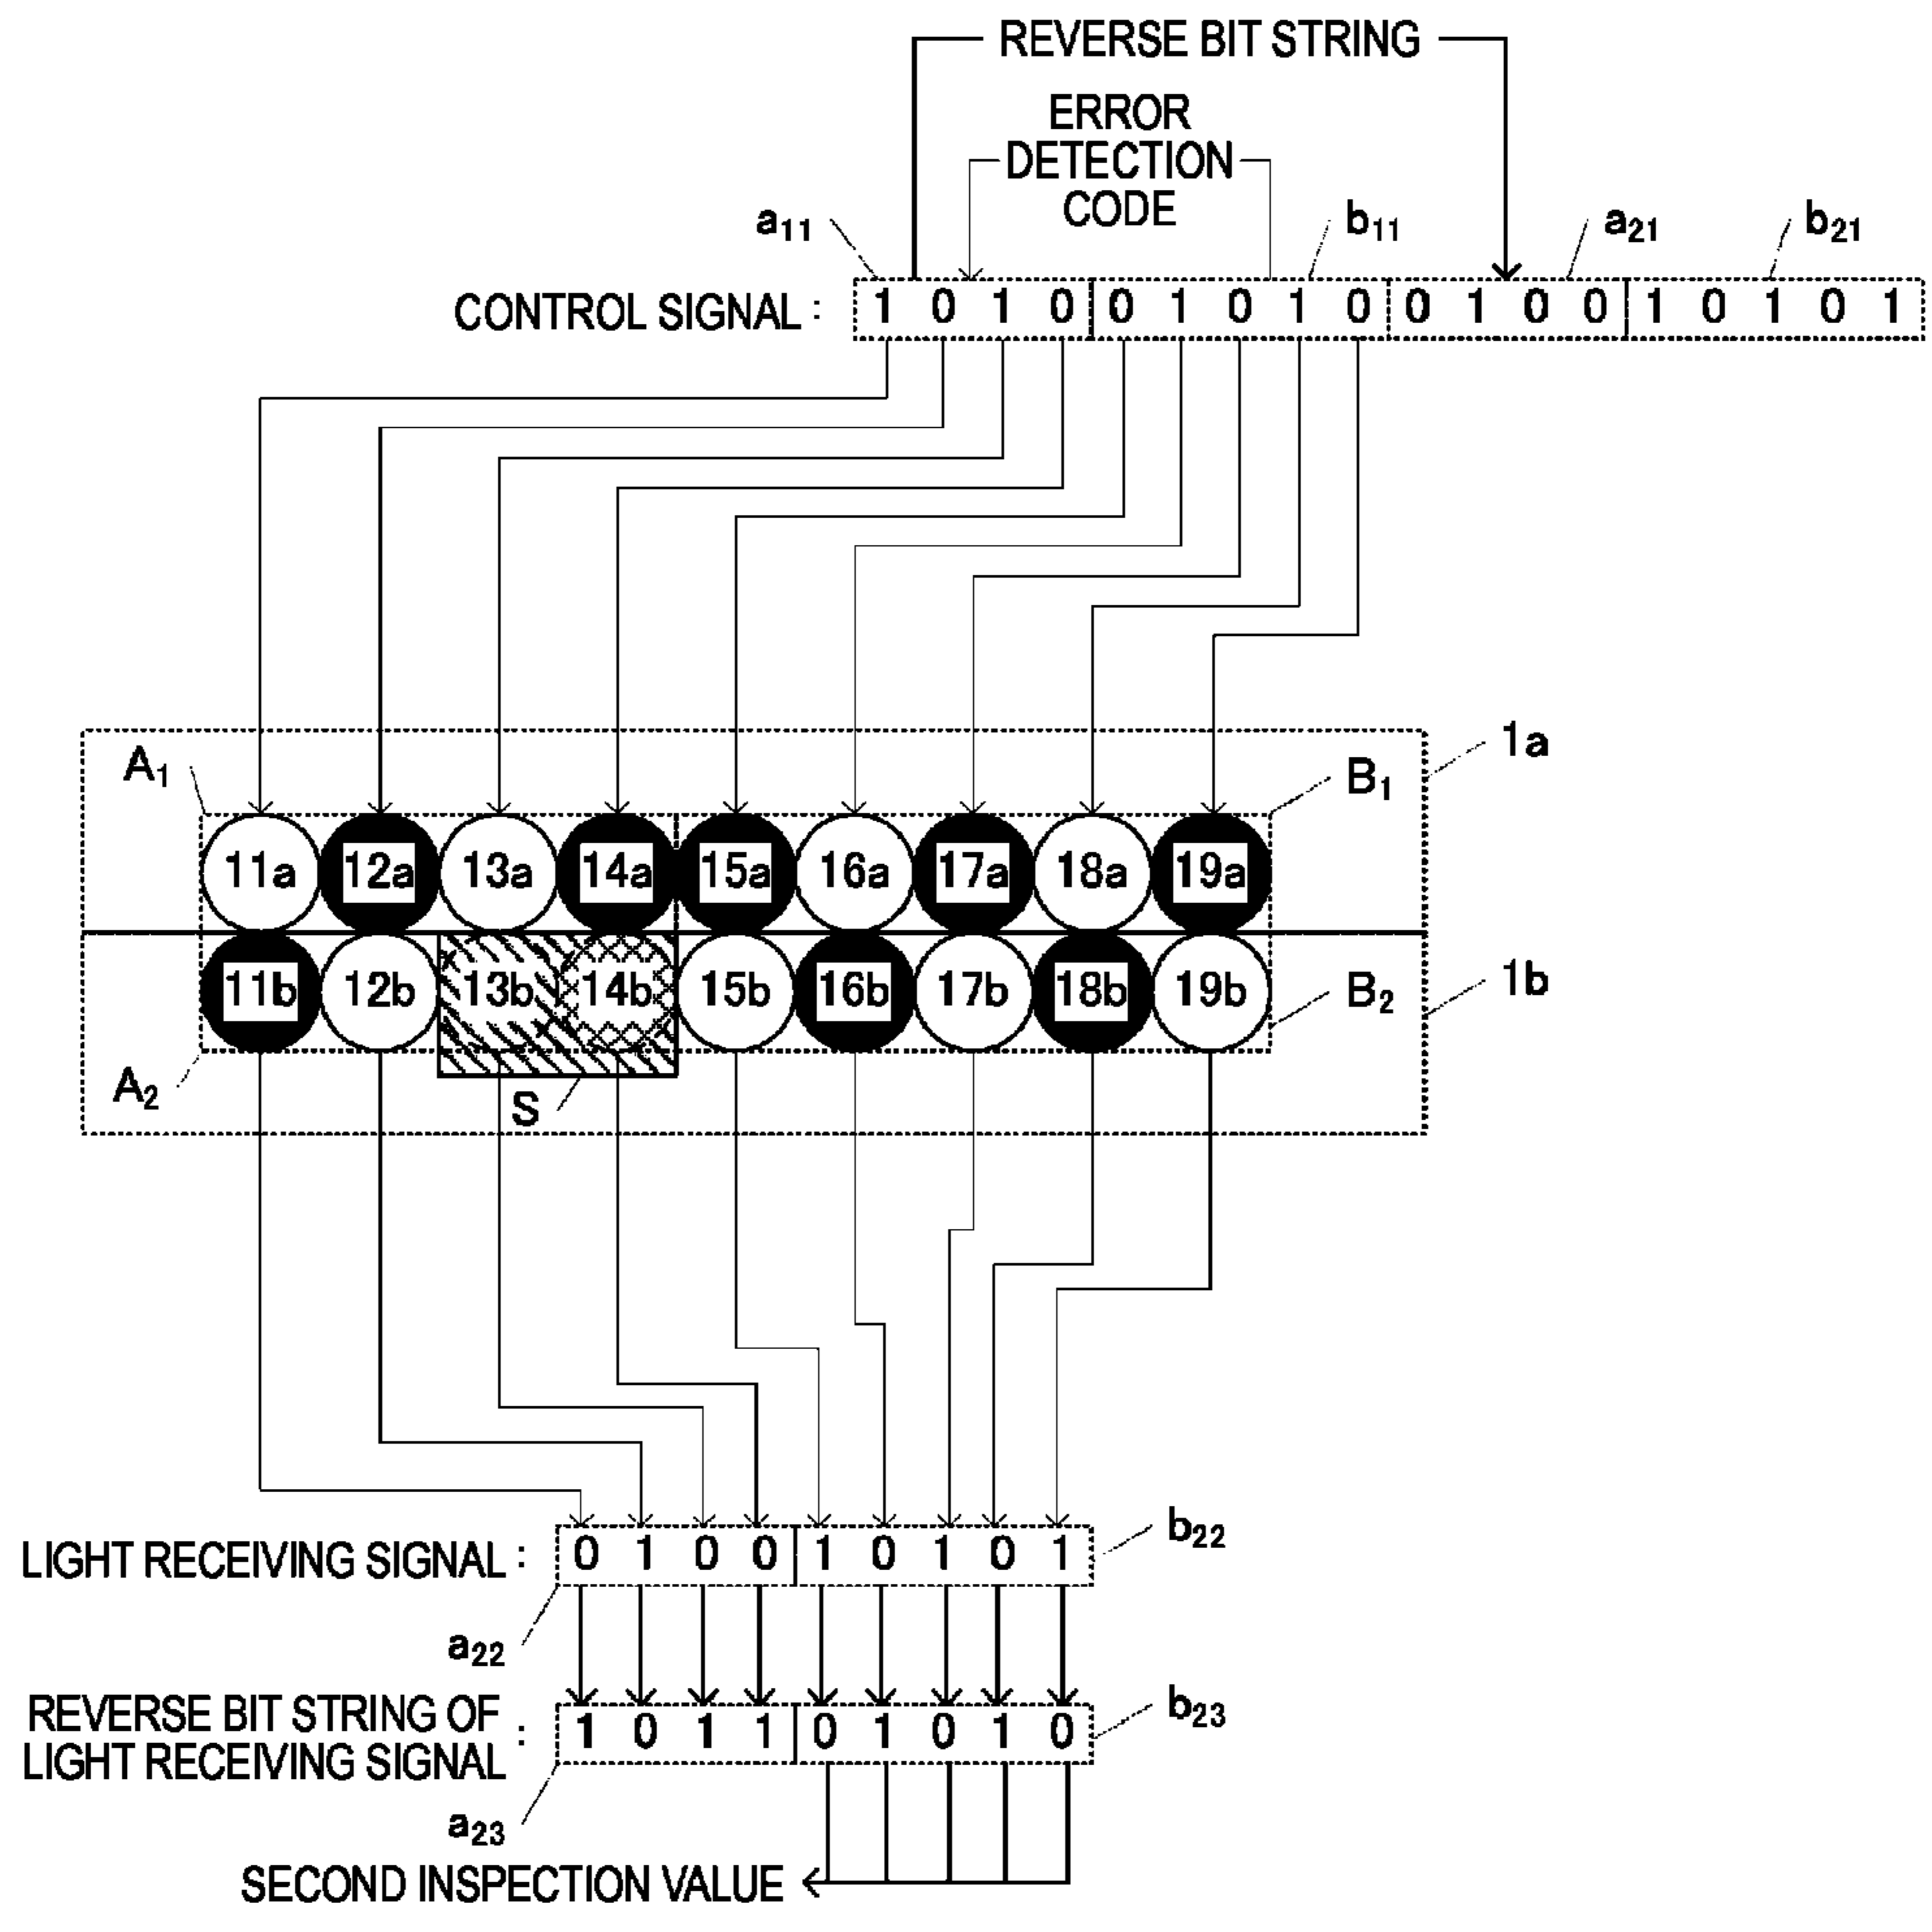 REVERSE BIT STRING
ERROR
DETECTION
CODE
a11
b11
a21
b21
CONTROL SIGNAL : 1 0 1 0 0 1 0 1 0 0 1 0 0 1 0 1 0 1
A1
B1
1a
11a 12a 13a 14a 15a 16a 17a 18a 19a
11b 12b 13b 14b 15b 16b 17b 18b 19b
A2
S
B2
1b
LIGHT RECEIVING SIGNAL : 0 1 0 0 1 0 1 0 1
b22
a22
REVERSE BIT STRING OF
LIGHT RECEIVING SIGNAL : 1 0 1 1 0 1 0 1 0
b23
a23
SECOND INSPECTION VALUE